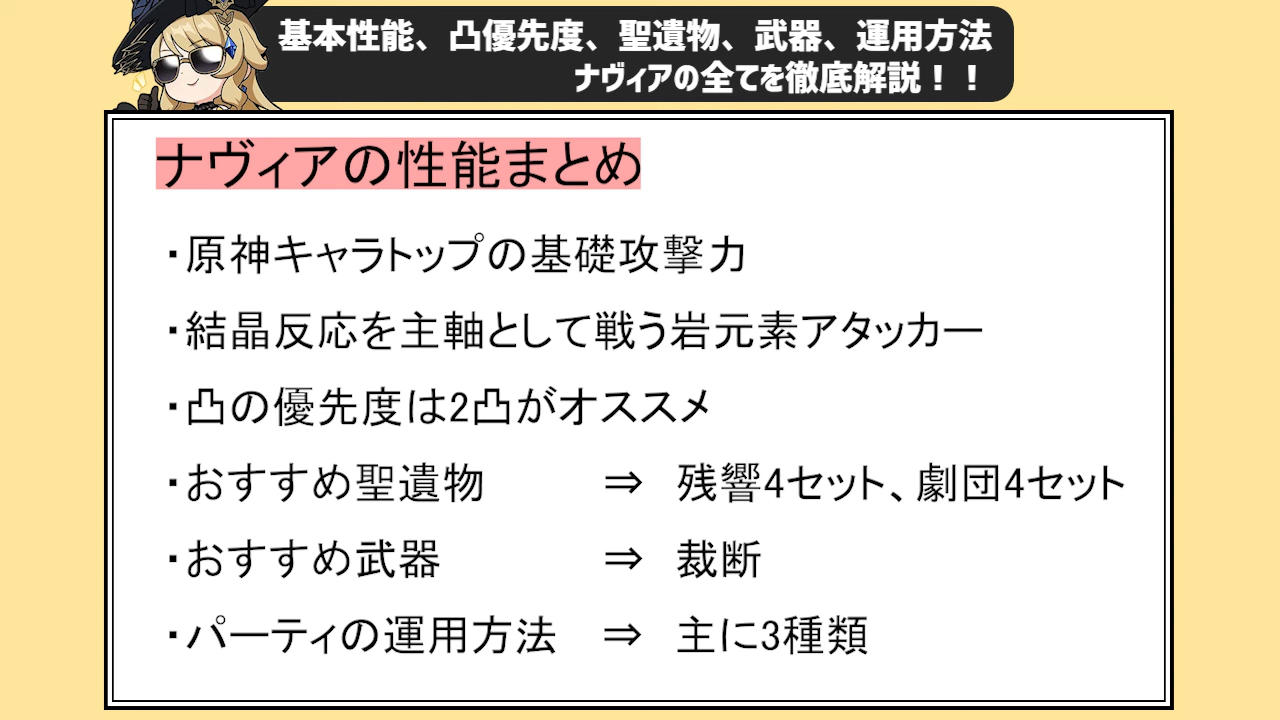 基本性能、凸優先度、聖遺物、武器、運用方法
ナヴィアの全てを徹底解説！！
ナヴィアの性能まとめ
・原神キャラトップの基礎攻撃力
・結晶反応を主軸として戦う岩元素アタッカー
・凸の優先度は2凸がオススメ
・おすすめ聖遺物 ⇒ 残響4セット、劇団4セット
・おすすめ武器 ⇒ 裁断
・パーティの運用方法 ⇒ 主に3種類